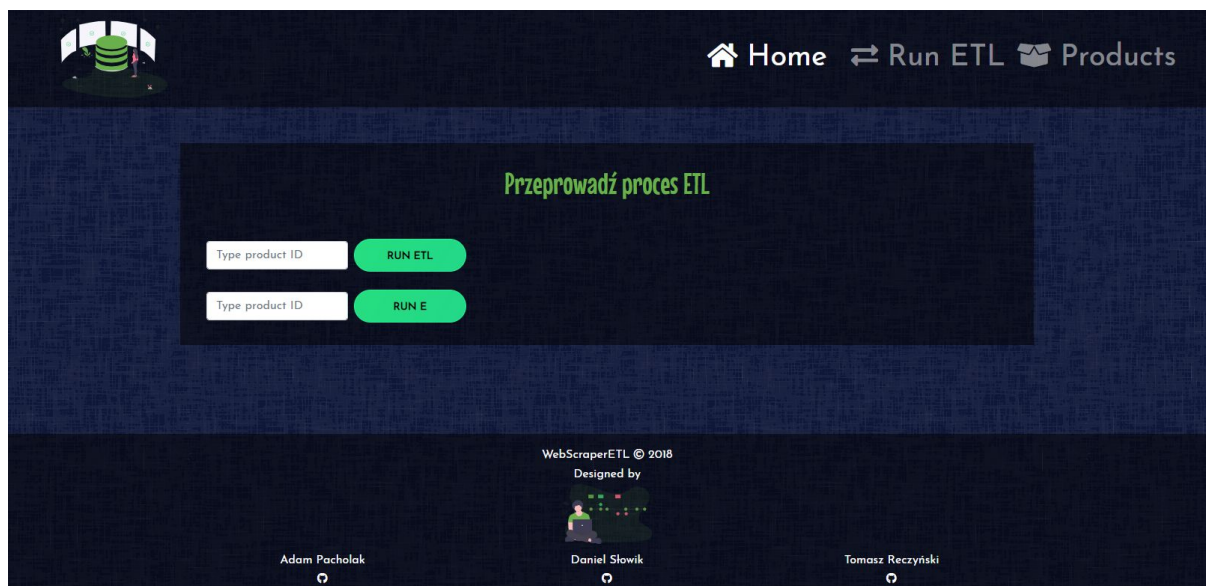 Home Run ETL Products
Przeprowadź proces ETL
Type product ID RUN ETL
Type product ID RUN E
WebScraperETL © 2018
Designed by
Adam Pacholak Daniel Słowik Tomasz Reczyński